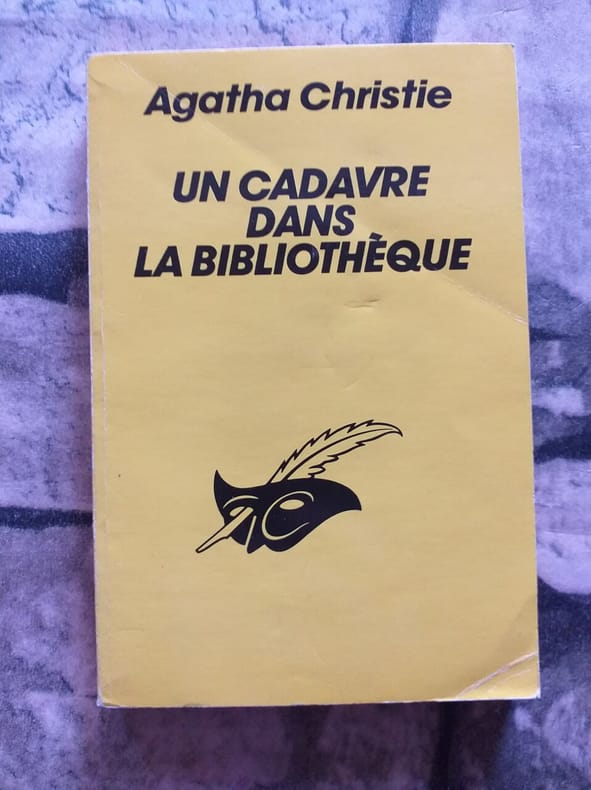 Agatha Christie
UN CADAVRE
DANS
LA BIBLIOTHÈQUE